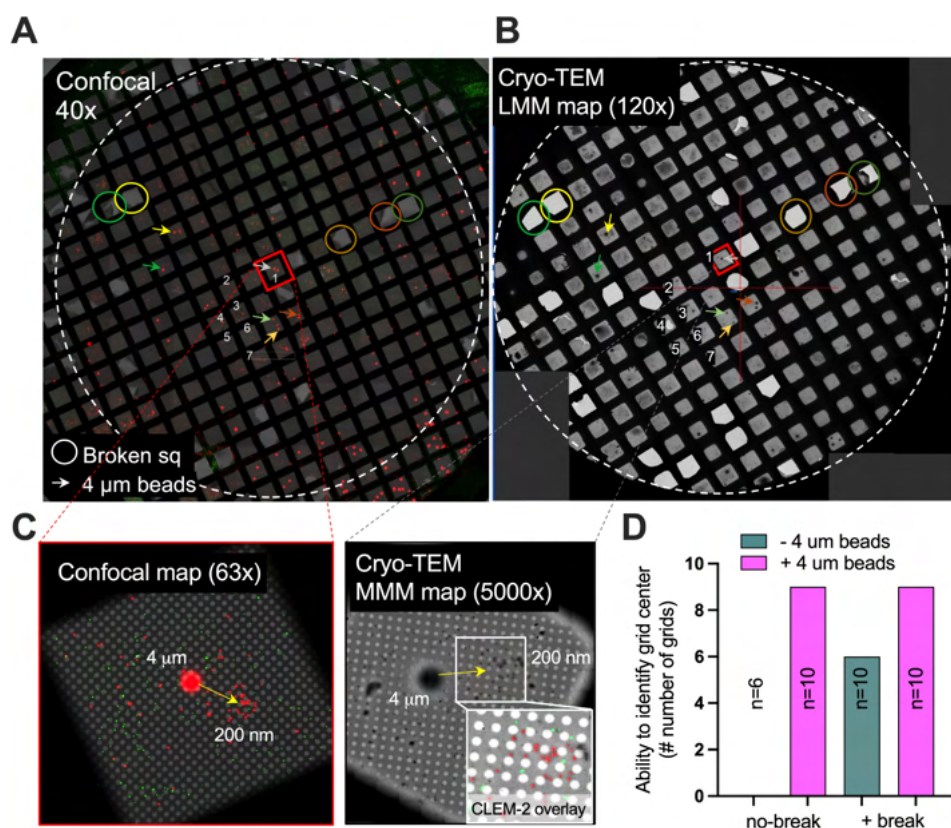 A
Confocal
40x
1
2
3
4
6
5
7
Broken sq
4 µm beads
B
Cryo-TEM
LMM map (120x)
1
2
3
4
6
5
7
C
Confocal map (63x)
4 µm
200 nm
Cryo-TEM
MMM map (5000x)
200 nm
4 µm
CLEM-2 overlay
D
- 4 um beads
+ 4 um beads
Ability to identify grid center
(# number of grids)
10
8
6
4
2
0
n=6
n=10
n=10
n=10
no-break
+ break